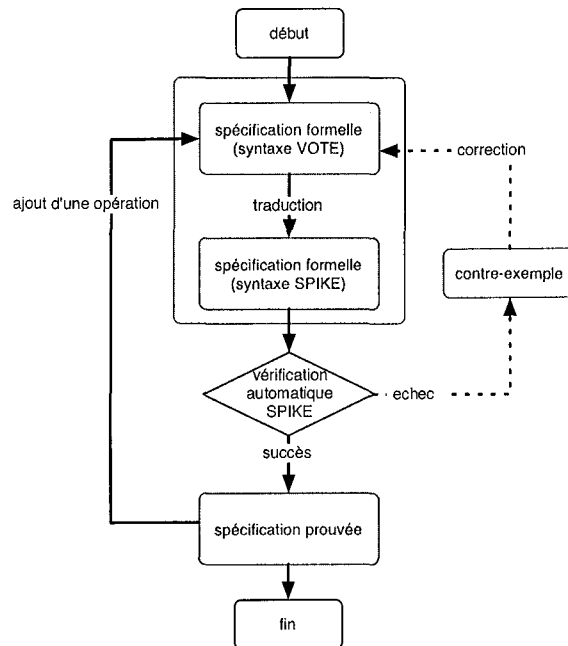 début
spécification formelle
(syntaxe VOTE)
correction
ajout d'une opération
traduction
spécification formelle
(syntaxe SPIKE)
contre-exemple
vérification
automatique
SPIKE
echec
succès
spécification prouvée
fin